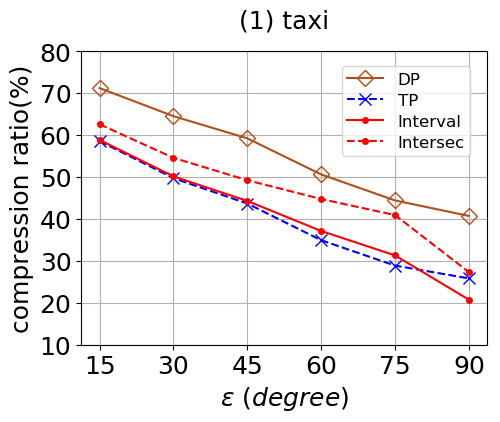 (1) taxi
compression ratio(%)
80
70
60
50
40
30
20
10
DP
TP
Interval
Intersec
15 30 45 60 75 90
ε (degree)